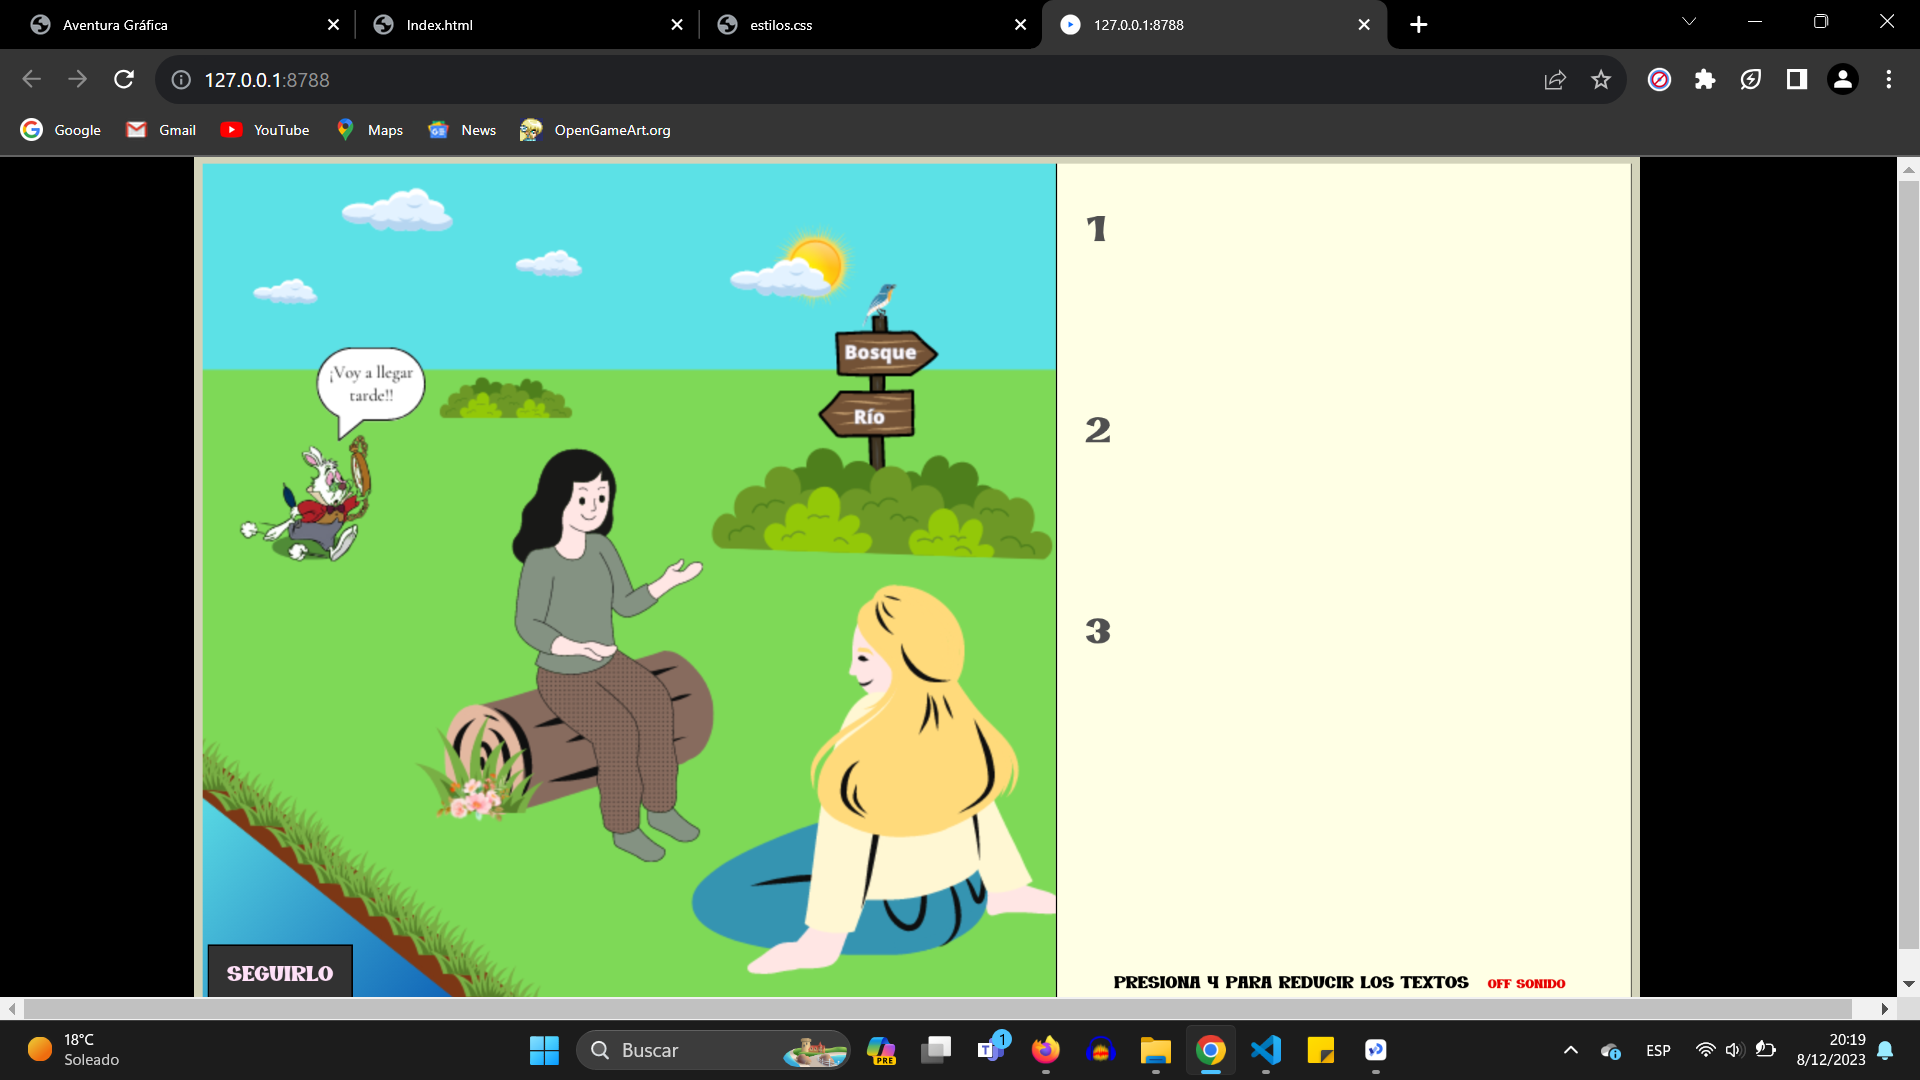 Aventura Gráfica
Index.html
estilos.css
127.0.0.1:8788
127.0.0.1:8788
Google
Gmail
YouTube
Maps
News
OpenGameArt.org
Bosque
Río
¡Voy a llegar
tarde!!
SEGUIRLO
1
2
3
PRESIONA Y PARA REDUCIR LOS TEXTOS
OFF SONIDO
18°C
Soleado
Buscar
PRE
1
ESP
20:19
8/12/2023